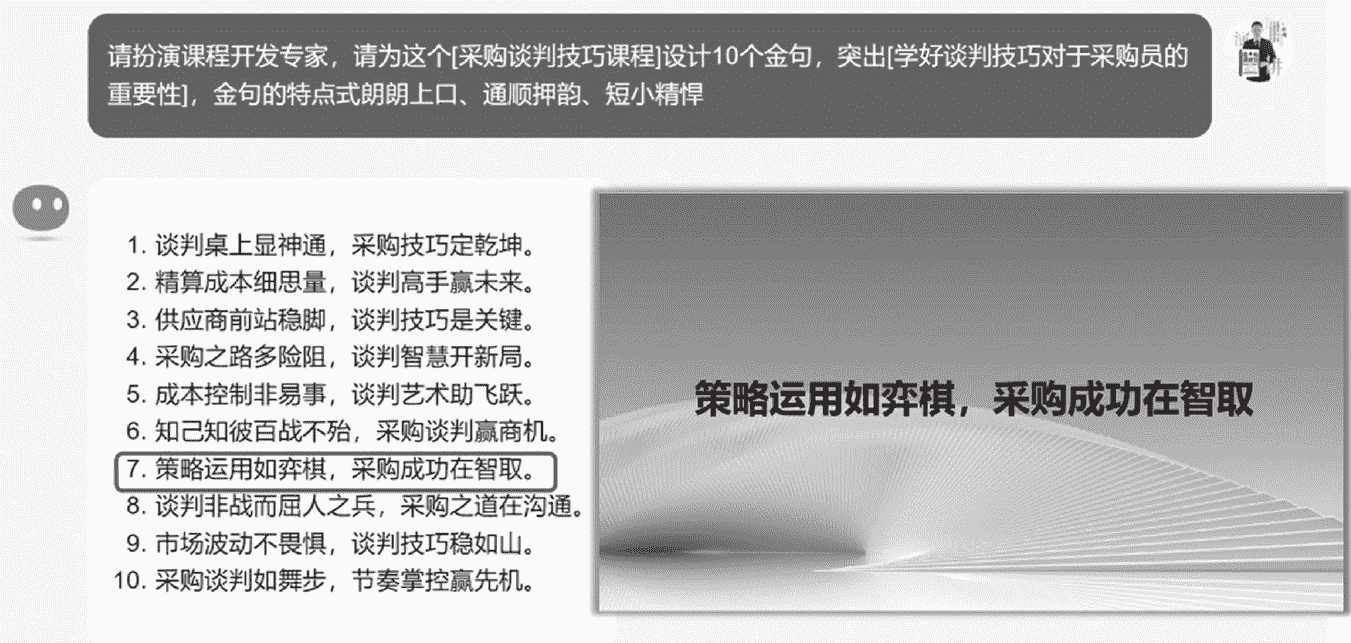 请扮演课程开发专家，请为这个[采购谈判技巧课程]设计10个金句，突出[学好谈判技巧对于采购员的
重要性]，金句的特点式朗朗上口、通顺押韵、短小精悍
1. 谈判桌上显神通，采购技巧定乾坤。
2. 精算成本细思量，谈判高手赢未来。
3. 供应商前站稳脚，谈判技巧是关键。
4. 采购之路多险阻，谈判智慧开新局。
5. 成本控制非易事，谈判艺术助飞跃。
6. 知己知彼百战不殆，采购谈判赢商机。
7. 策略运用如弈棋，采购成功在智取。
8. 谈判非战而屈人之兵，采购之道在沟通。
9. 市场波动不畏惧，谈判技巧稳如山。
10. 采购谈判如舞步，节奏掌控赢先机。
策略运用如弈棋，采购成功在智取